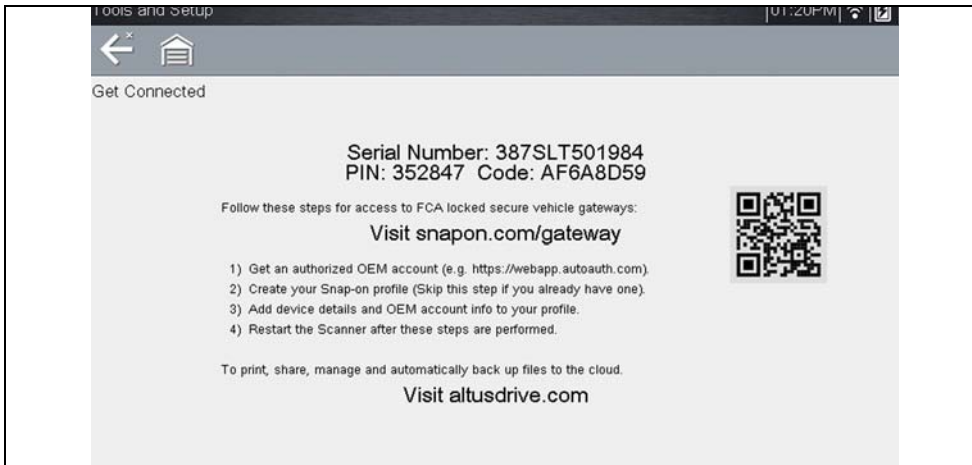 Tools and Setup
01:20PM
Get Connected
Serial Number: 387SLT501984
PIN: 352847 Code: AF6A8D59
Follow these steps for access to FCA locked secure vehicle gateways:
Visit snapon.com/gateway
1) Get an authorized OEM account (e.g. https://webapp.autoauth.com).
2) Create your Snap-on profile (Skip this step if you already have one).
3) Add device details and OEM account info to your profile.
4) Restart the Scanner after these steps are performed.
To print, share, manage and automatically back up files to the cloud.
Visit altusdrive.com